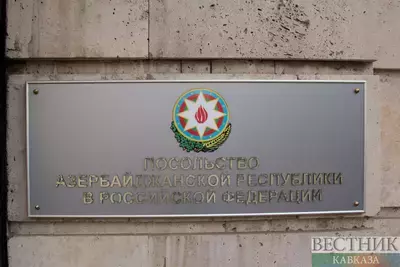 ПОСОЛЬСТВО
АЗЕРБАЙДЖАНСКОЙ РЕСПУБЛИКИ
В РОССИЙСКОЙ ФЕДЕРАЦИИ
ВЕСТНИК
КАВКАЗА